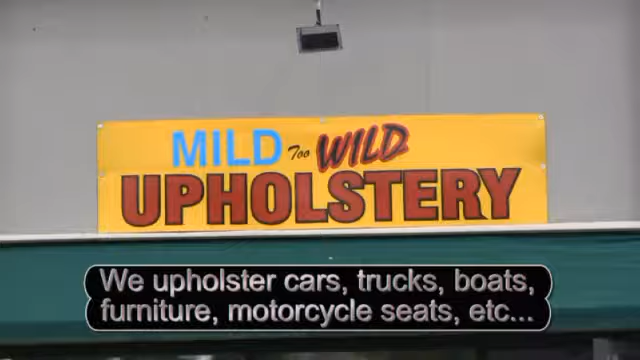 MILD Too WILD
UPHOLSTERY
We upholster cars, trucks, boats,
furniture, motorcycle seats, etc...